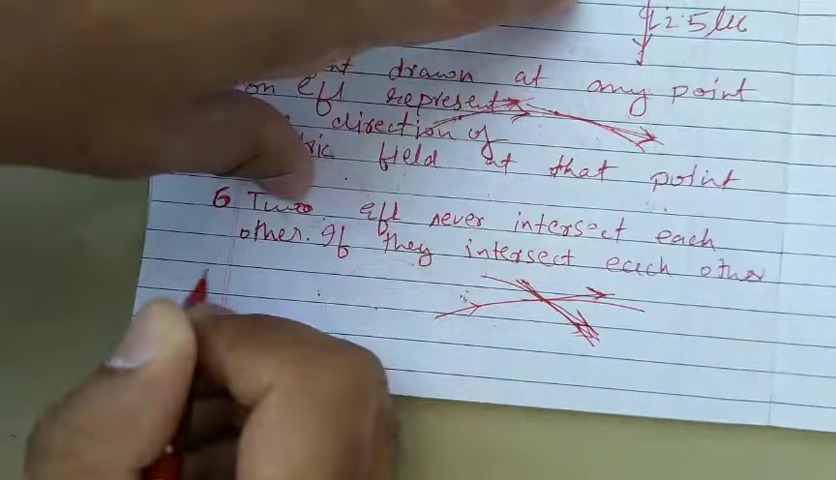 q 2.5 µc
drawn at any point
on efl represent
direction of
field at that point
6 Two efl never intersect each
other. If they intersect each other